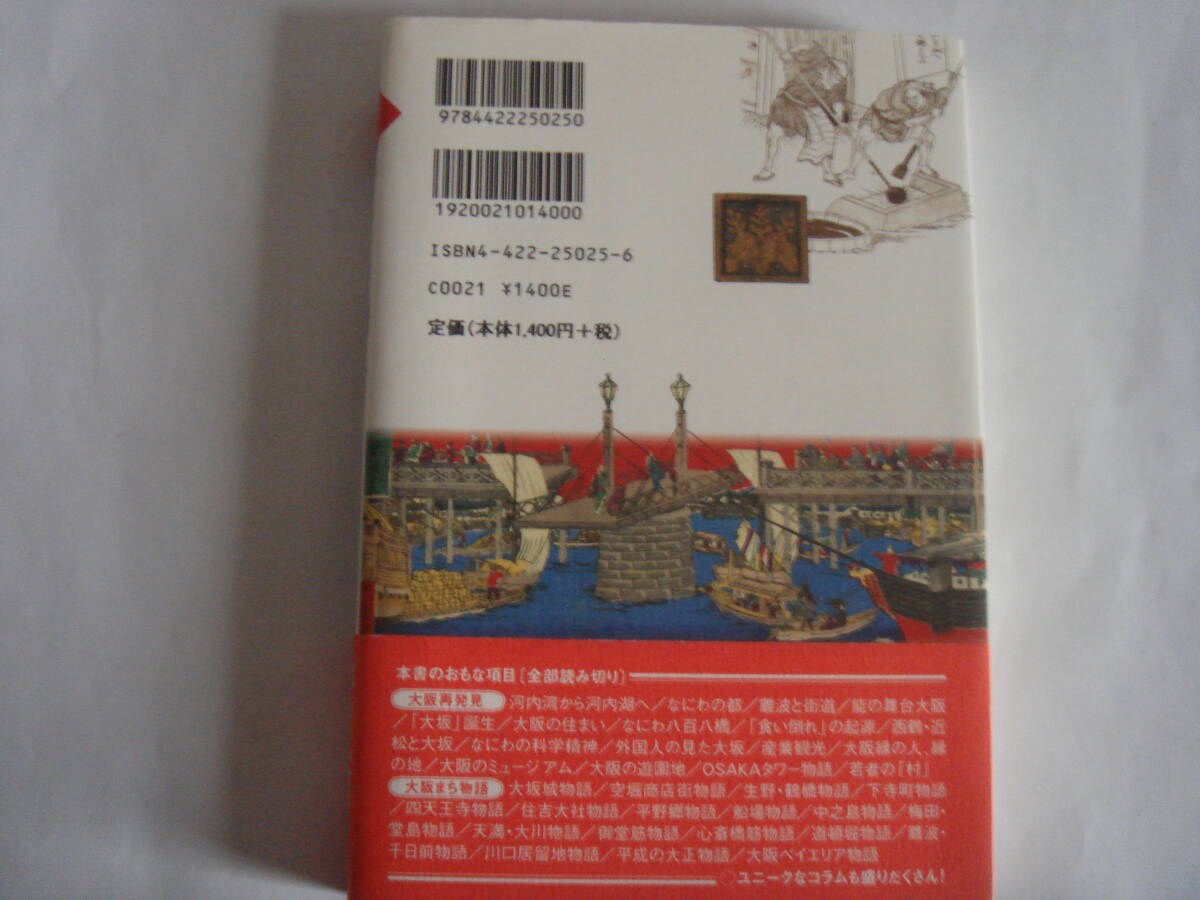 9784422250250
1920021014000
ISBN4-422-25025-6
C0021 ¥1400E
定価(本体1,400円+税)
本書のおもな項目〔全部読み切り〕
大阪再発見 河内湾から河内湖へ/なにわの都/難波と街道/能の舞台大阪
/「大坂」誕生/大阪の住まい/なにわ八百八橋/「食い倒れ」の起源/西鶴・近
松と大坂/なにわの科学精神/外国人の見た大坂/産業観光/大阪縁の人、縁
の地/大阪のミュージアム/大阪の遊園地/OSAKAタワー物語/若者の「村」
大阪まち物語 大坂城物語/空堀商店街物語/生野・鶴橋物語/下寺町物語
/四天王寺物語/住吉大社物語/平野郷物語/船場物語/中之島物語/梅田・
堂島物語/天満・大川物語/御堂筋物語/心斎橋筋物語/道頓堀物語/難波・
千日前物語/川口居留地物語/平成の大正物語/大阪ベイエリア物語
○ユニークなコラムも盛りだくさん!